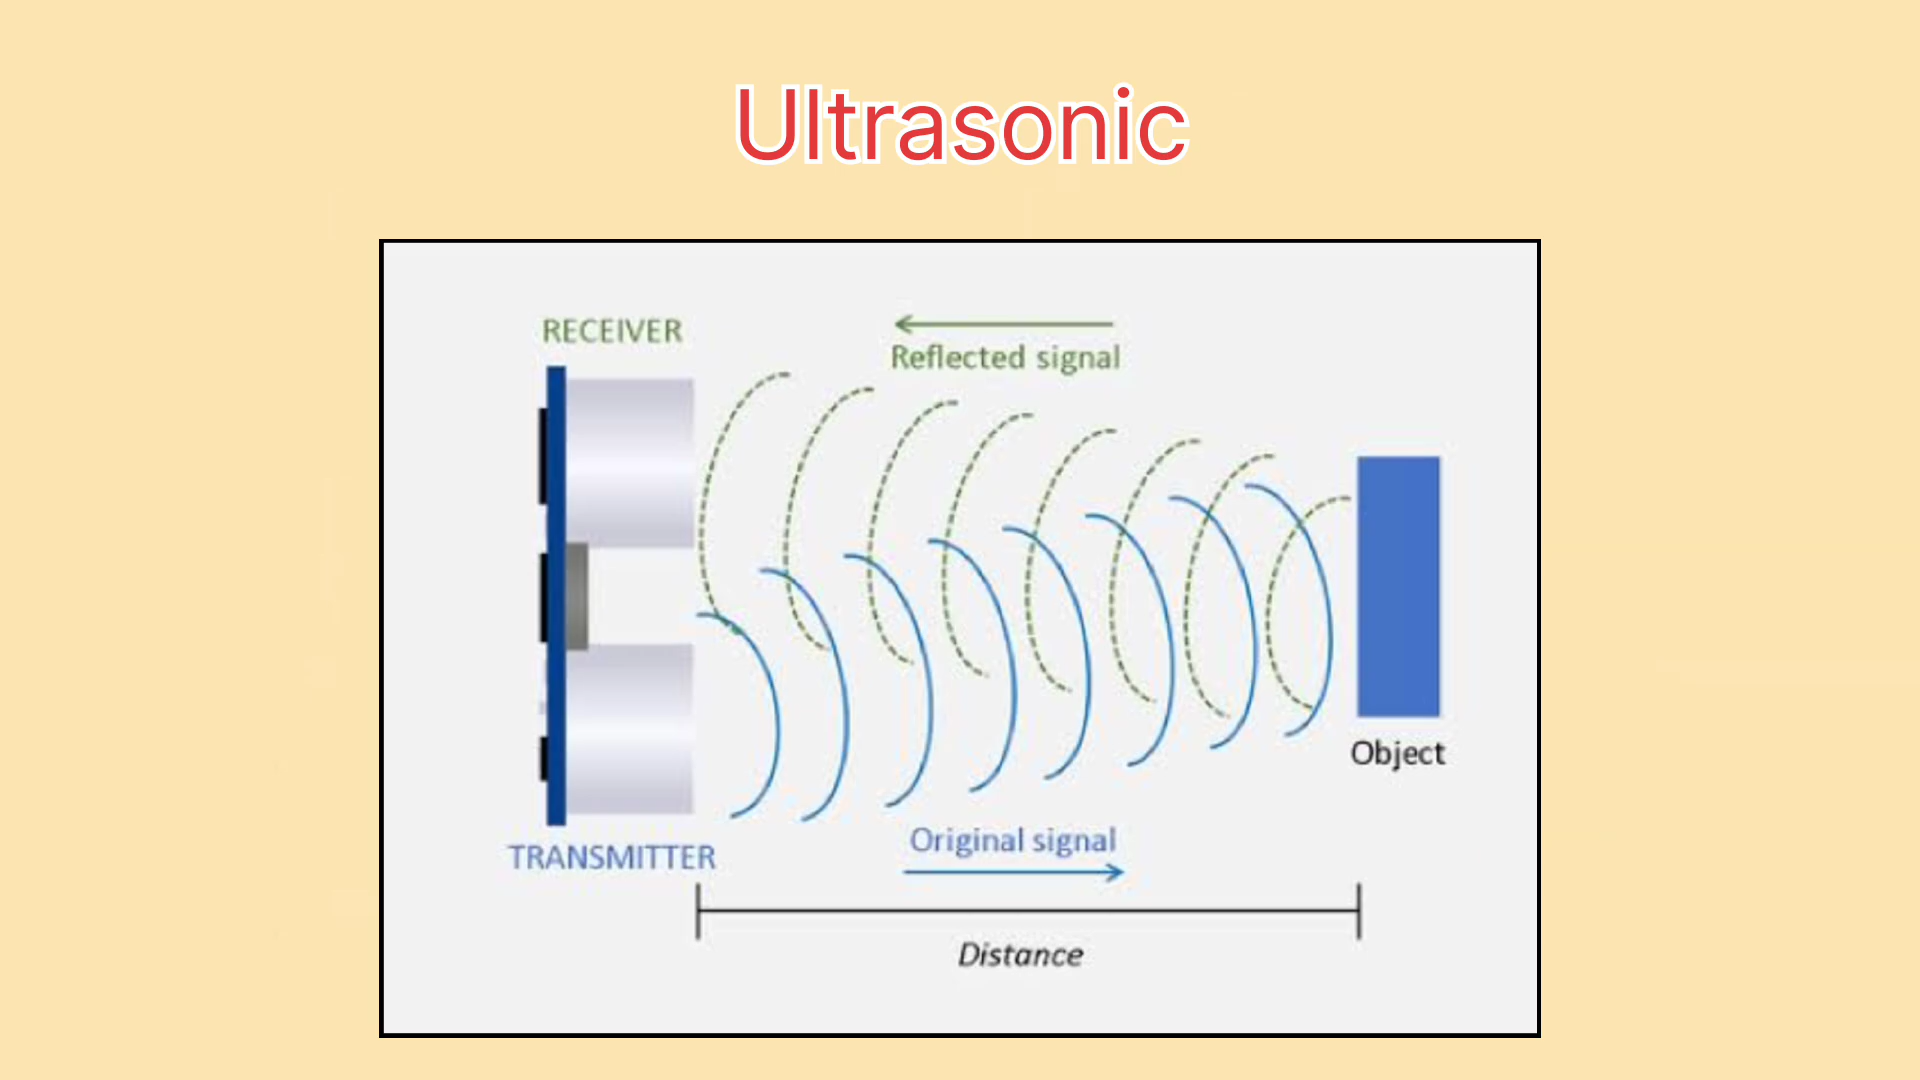 Ultrasonic
RECEIVER
Reflected signal
Object
Original signal
TRANSMITTER
Distance